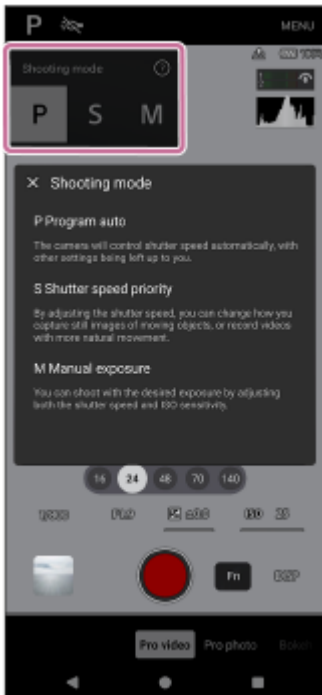 P MENU
Shooting mode
P S M
× Shooting mode
P Program auto
The camera will control shutter speed automatically, with
other settings being left up to you.
S Shutter speed priority
By adjusting the shutter speed, you can change how you
capture still images of moving objects, or record videos
with more natural movement.
M Manual exposure
You can shoot with the desired exposure by adjusting
both the shutter speed and ISO sensitivity.
16 24 48 70 140
Fn DISP
Pro video Pro photo Bokeh